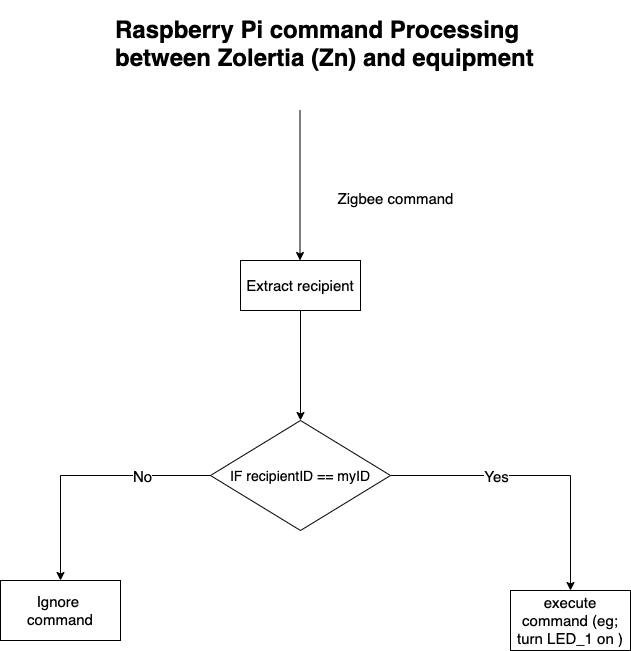 Raspberry Pi command Processing
between Zolertia (Zn) and equipment
Zigbee command
Extract recipient
IF recipientID == myID
No
Yes
Ignore
command
execute
command (eg;
turn LED_1 on )